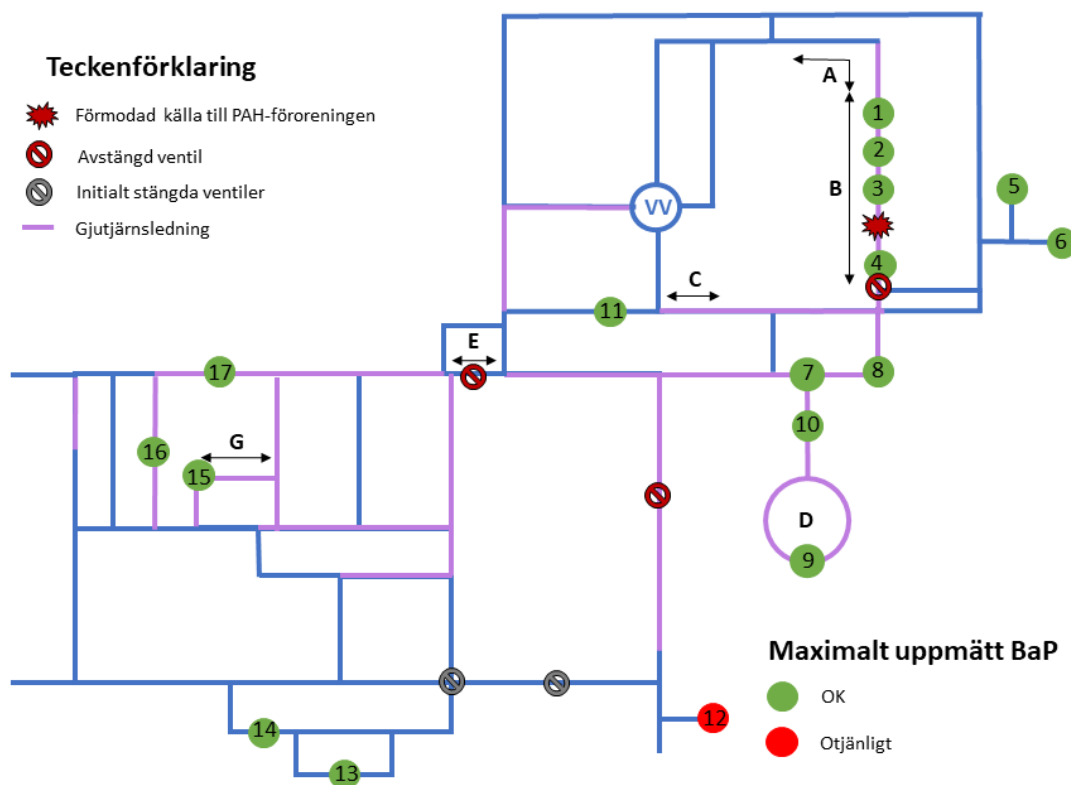 Teckenförklaring
Förmodad källa till PAH-föroreningen
Avstängd ventil
Initialt stängda ventiler
Gjutjärnsledning
A
1
2
B
3
5
VV
6
4
C
11
E
17
7
8
10
G
16
15
D
9
Maximalt uppmätt BaP
OK
12
14
Otjänligt
13